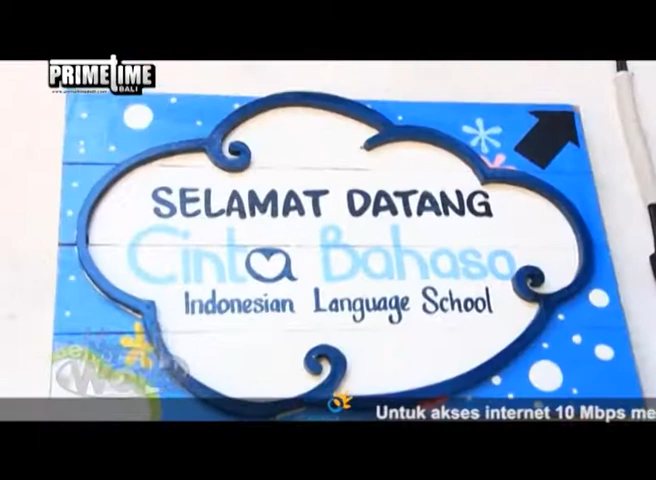 PRIMETIME
BALI
SELAMAT DATANG
Cinta Bahasa
Indonesian Language School
Untuk akses internet 10 Mbps me